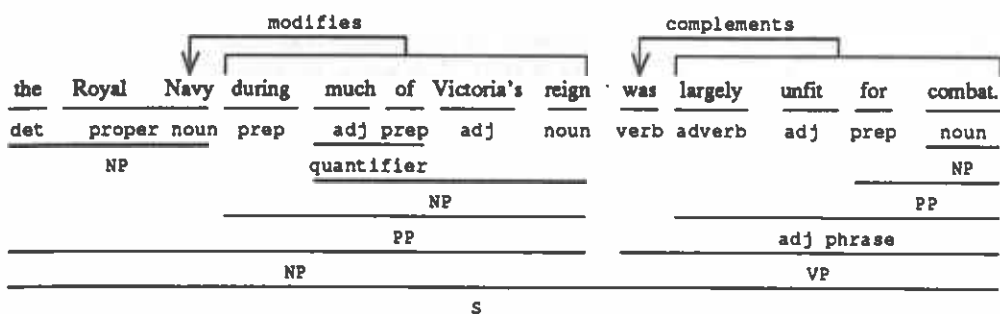 modifies complements
the Royal Navy during much of Victoria's reign was largely unfit for combat.
det proper noun prep adj prep adj noun verb adverb adj prep noun
NP quantifier NP
NP PP
PP adj phrase
NP VP
S